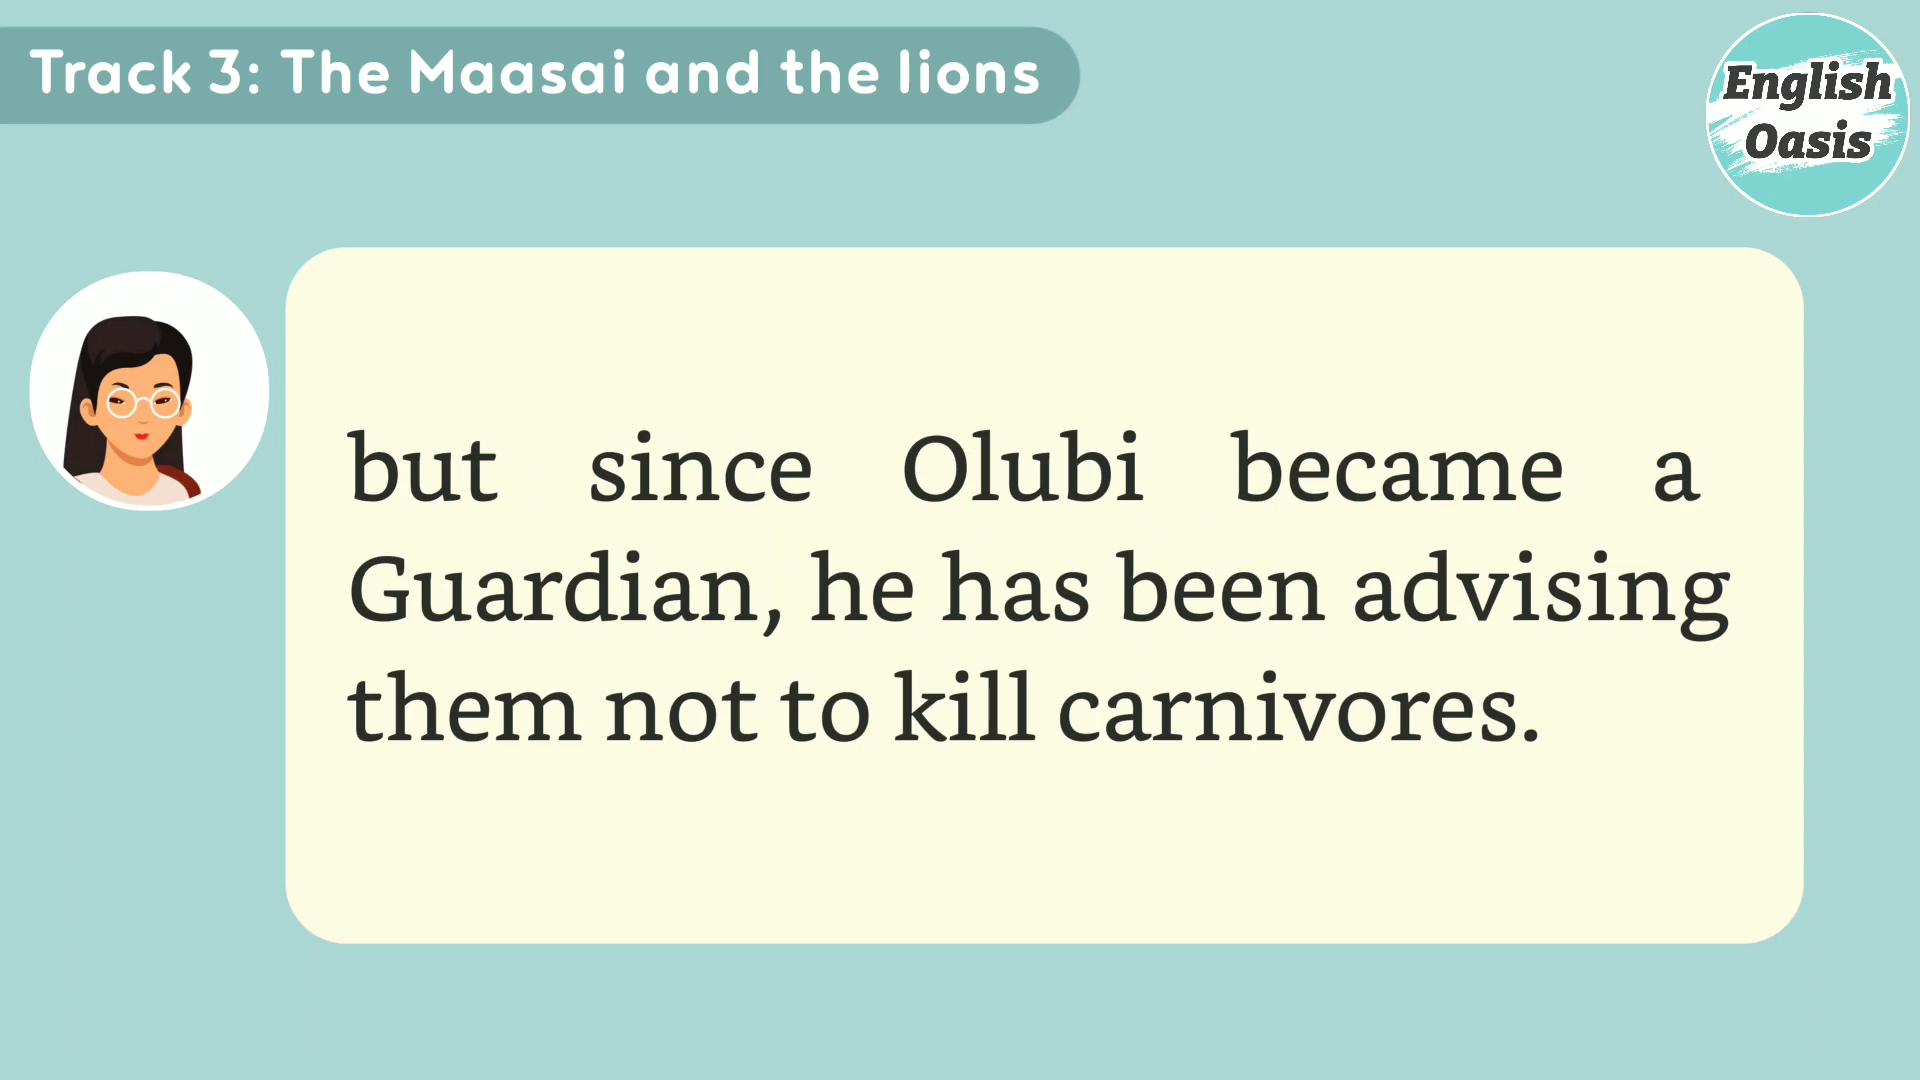 Track 3: The Maasai and the lions
English
Oasis
but since Olubi became a
Guardian, he has been advising
them not to kill carnivores.